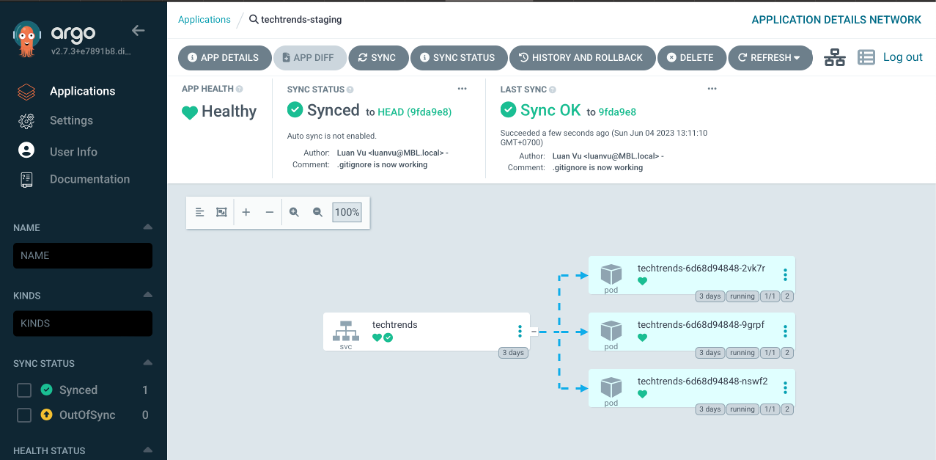 argo
v2.7.3+e7891b8.di...
Applications
Settings
User Info
Documentation
NAME
NAME
KINDS
KINDS
SYNC STATUS
Synced 1
OutOfSync 0
HEALTH STATUS
Applications / techtrends-staging
APPLICATION DETAILS NETWORK
APP DETAILS APP DIFF SYNC SYNC STATUS HISTORY AND ROLLBACK DELETE REFRESH Log out
APP HEALTH
Healthy
SYNC STATUS ...
Synced to HEAD (9fda9e8)
Auto sync is not enabled.
Author: Luan Vu <luanvu@MBL.local> -
Comment: .gitignore is now working
LAST SYNC ...
Sync OK to 9fda9e8
Succeeded a few seconds ago (Sun Jun 04 2023 13:11:10
GMT+0700)
Author: Luan Vu <luanvu@MBL.local> -
Comment: .gitignore is now working
100%
techtrends
svc
3 days
techtrends-6d68d94848-2vk7r
pod
3 days running 1/1 2
techtrends-6d68d94848-9grpf
pod
3 days running 1/1 2
techtrends-6d68d94848-nswf2
pod
3 days running 1/1 2